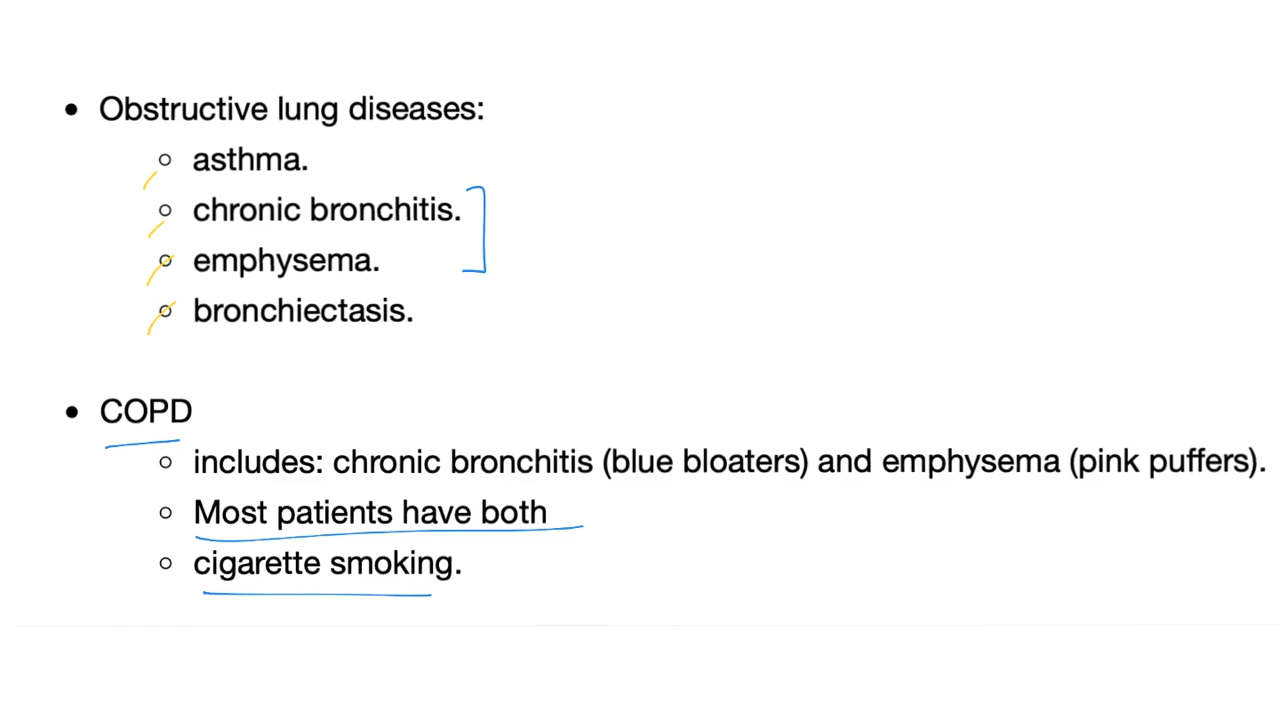 • Obstructive lung diseases:
○ asthma.
○ chronic bronchitis.
○ emphysema.
○ bronchiectasis.
• COPD
○ includes: chronic bronchitis (blue bloaters) and emphysema (pink puffers).
○ Most patients have both
○ cigarette smoking.